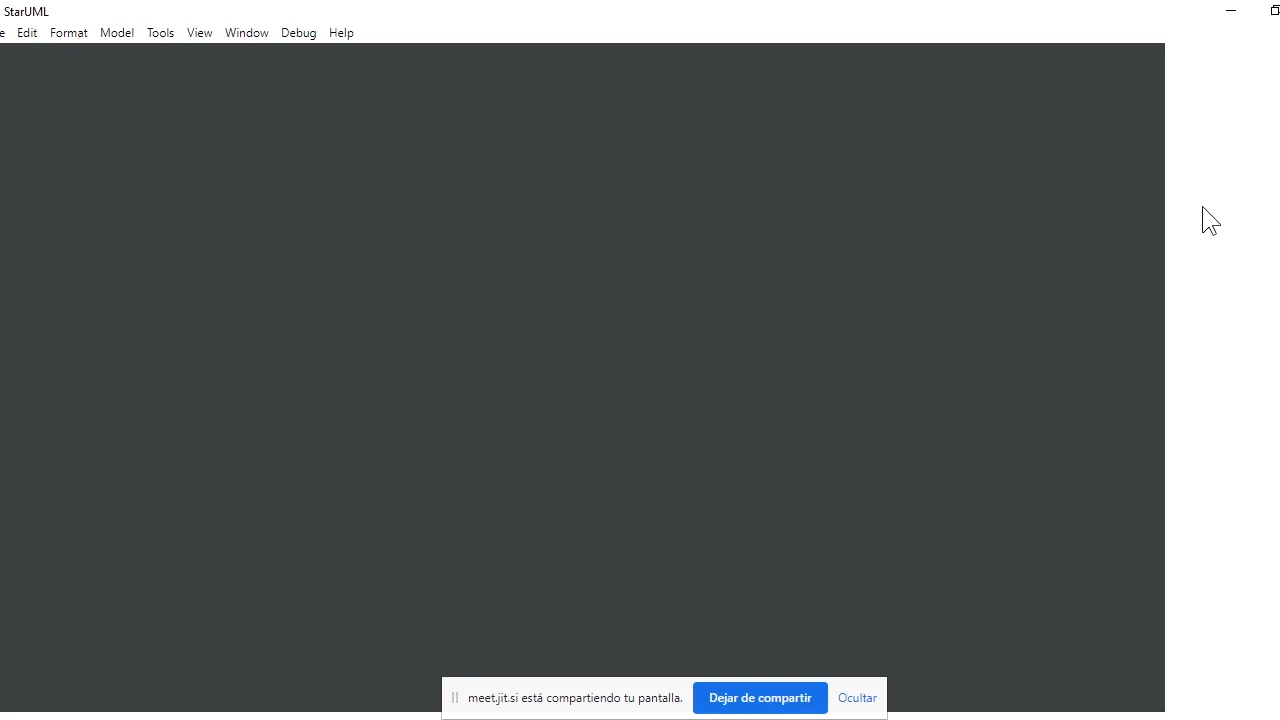 StarUML
e Edit Format Model Tools View Window Debug Help
meet.jit.si está compartiendo tu pantalla. Dejar de compartir Ocultar